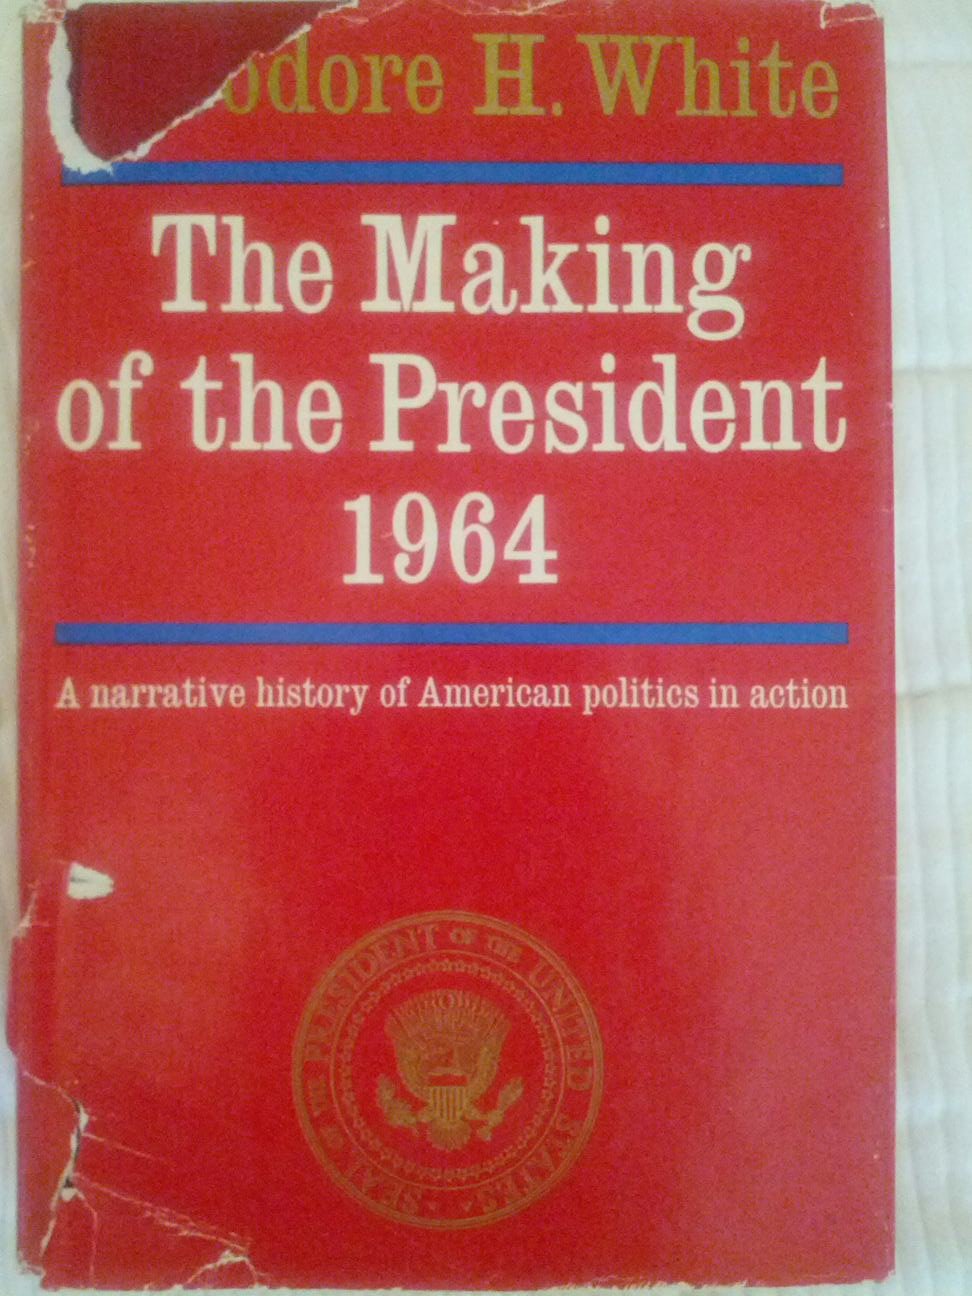 odore H. White
The Making
of the President
1964
A narrative history of American politics in action
SEAL OF THE PRESIDENT OF THE UNITED STATES